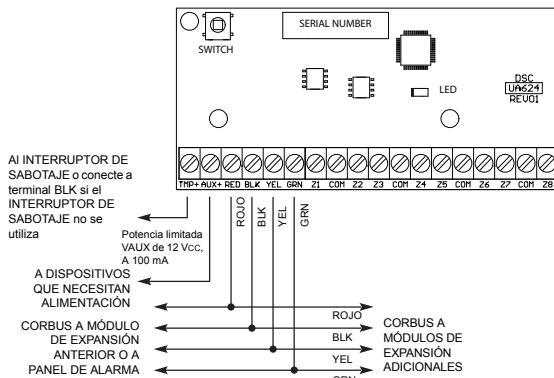 SERIAL NUMBER
SWITCH
LED
DSC
UA624
REV01
TMP+ AUX+ RED BLK YEL GRN Z1 COM Z2 Z3 COM Z4 Z5 COM Z6 Z7 COM Z8
Al INTERRUPTOR DE
SABOTAJE o conecte a
terminal BLK si el
INTERRUPTOR DE
SABOTAJE no se
utiliza
Potencia limitada
VAUX de 12 Vcc,
A 100 mA
ROJO
BLK
YEL
GRN
A DISPOSITIVOS
QUE NECESITAN
ALIMENTACIÓN
CORBUS A MÓDULO
DE EXPANSIÓN
ANTERIOR O A
PANEL DE ALARMA
ROJO
BLK
YEL
GRN
CORBUS A
MÓDULOS DE
EXPANSIÓN
ADICIONALES